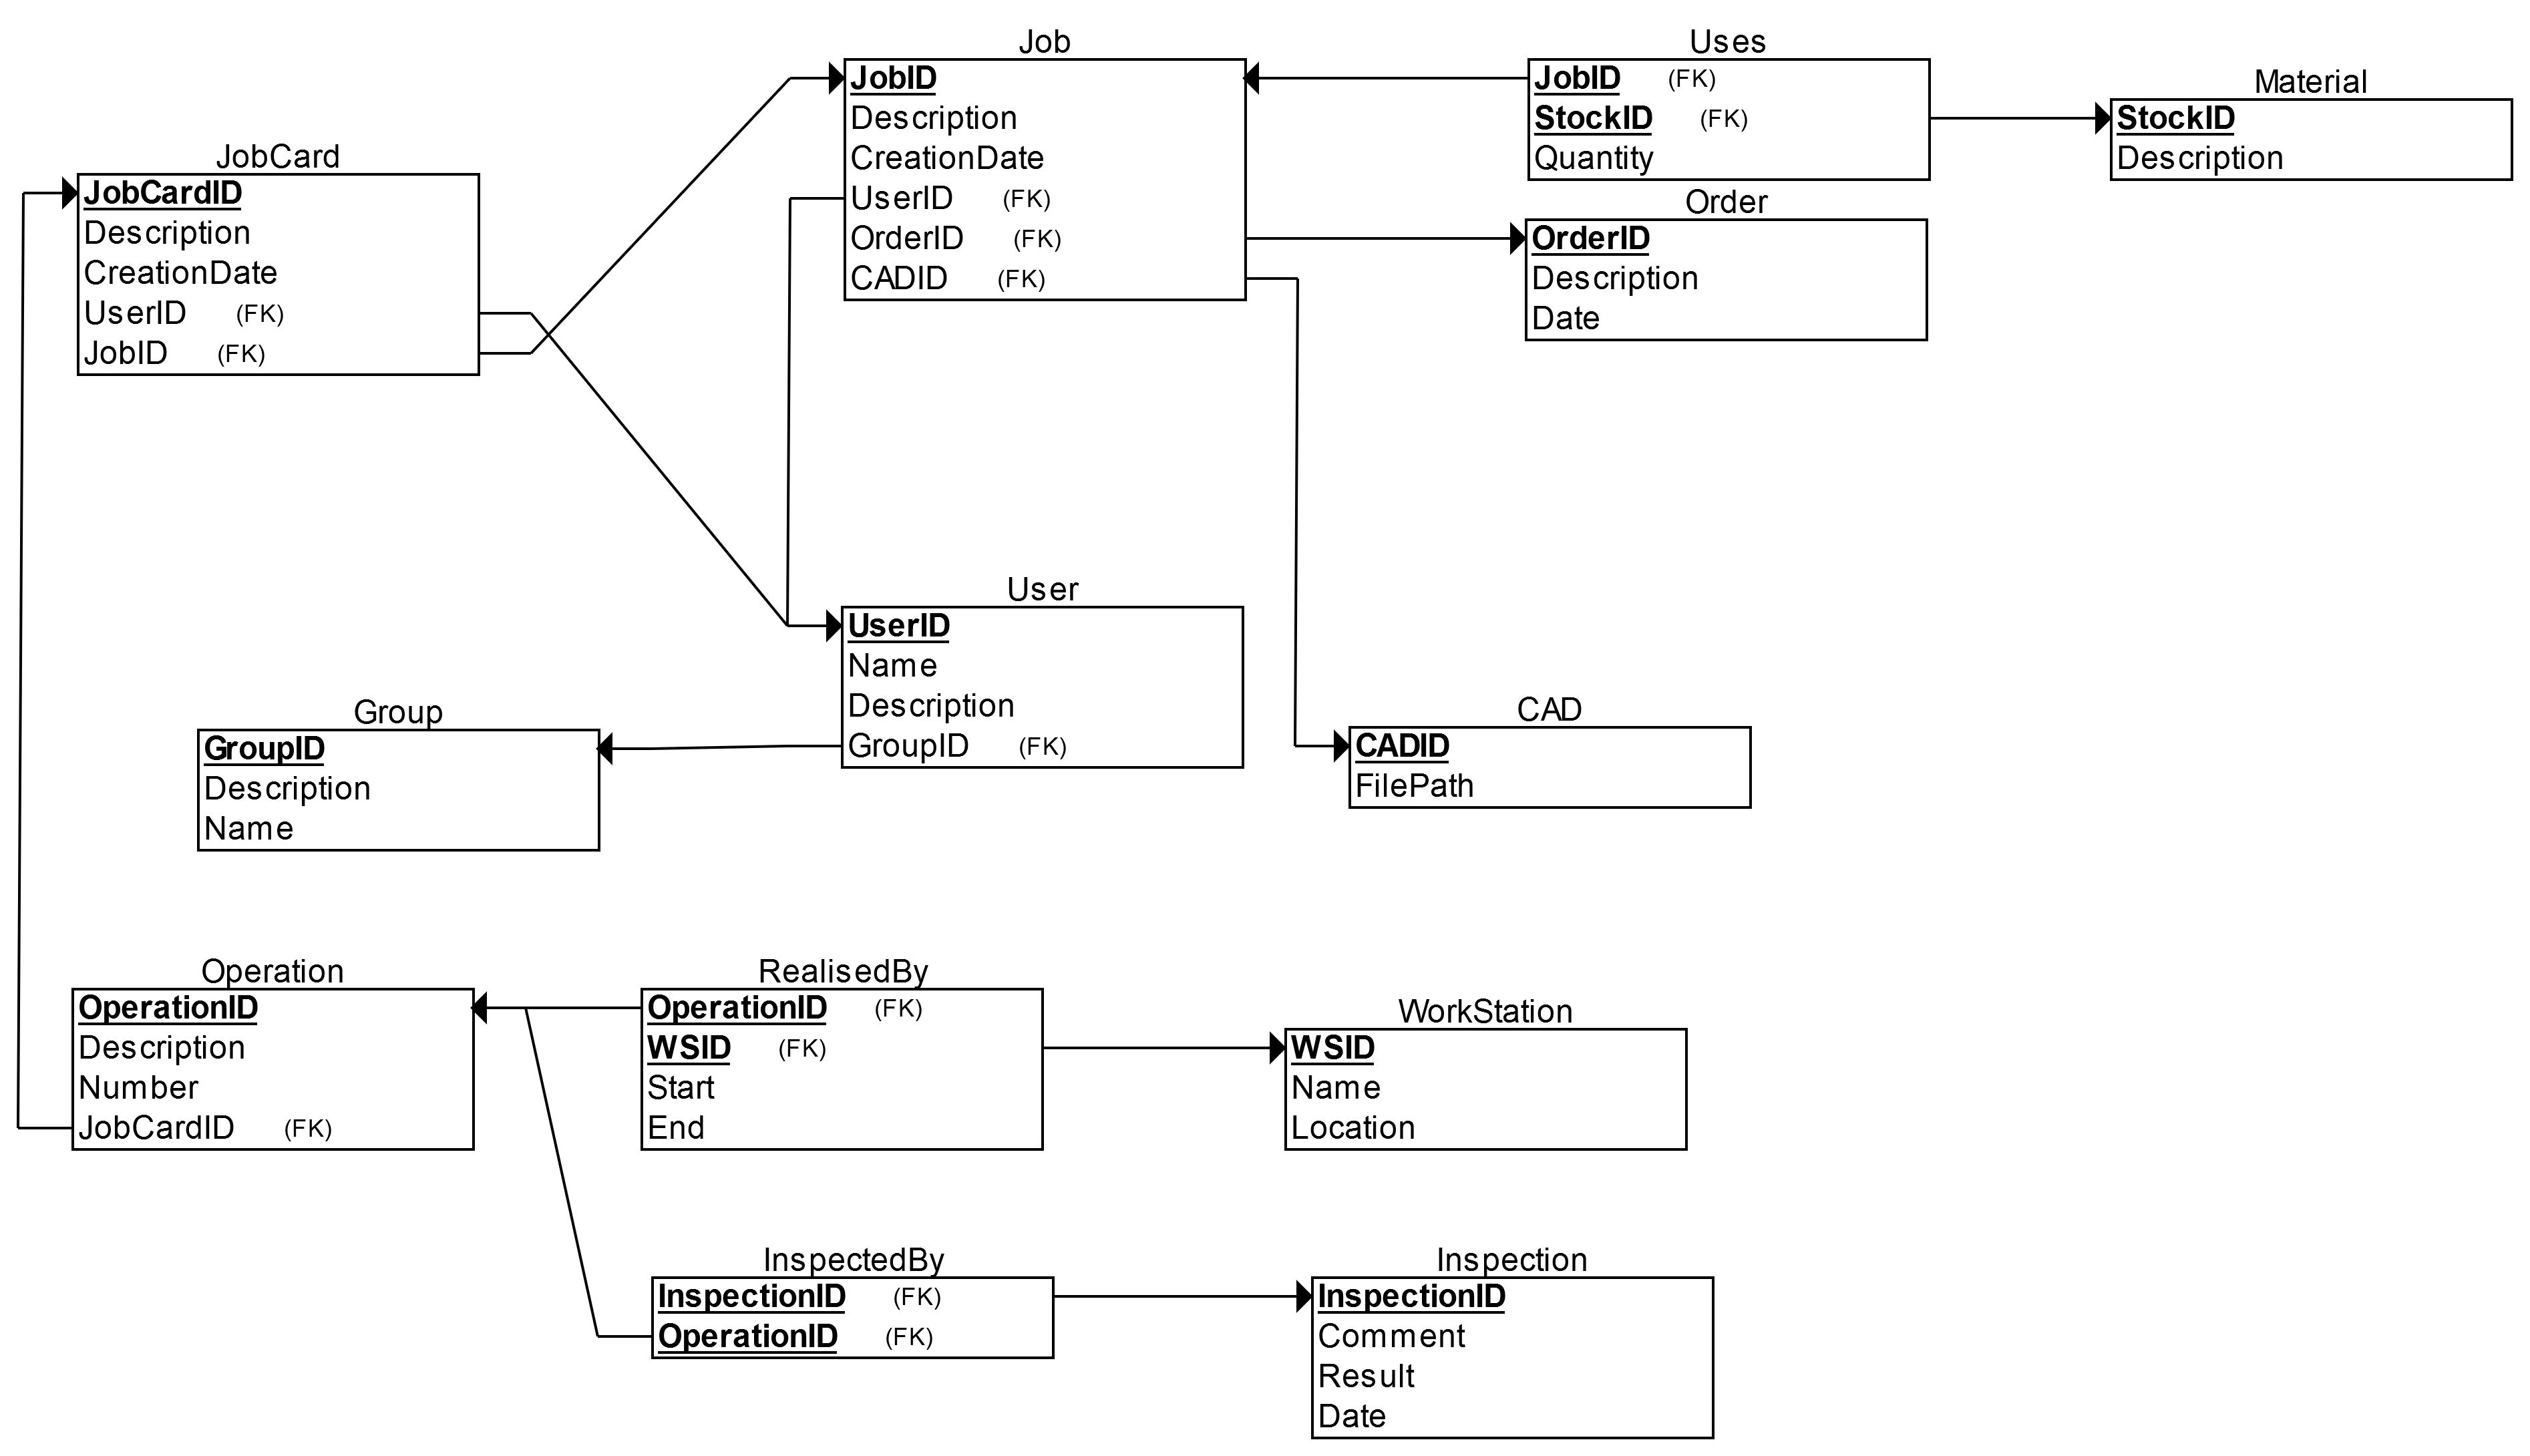 Job
JobID
Description
CreationDate
UserID (FK)
OrderID (FK)
CADID (FK)
Uses
JobID (FK)
StockID (FK)
Quantity
Material
StockID
Description
JobCard
JobCardID
Description
CreationDate
UserID (FK)
JobID (FK)
Order
OrderID
Description
Date
User
UserID
Name
Description
GroupID (FK)
Group
GroupID
Description
Name
CAD
CADID
FilePath
Operation
OperationID
Description
Number
JobCardID (FK)
RealisedBy
OperationID (FK)
WSID (FK)
Start
End
WorkStation
WSID
Name
Location
InspectedBy
InspectionID (FK)
OperationID (FK)
Inspection
InspectionID
Comment
Result
Date